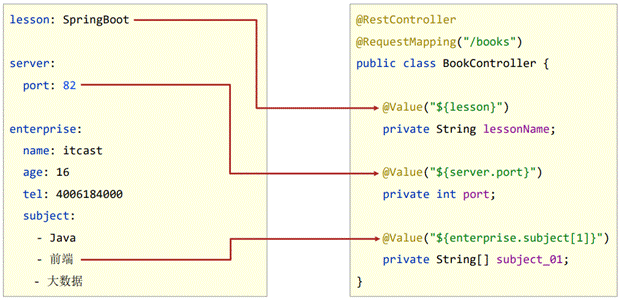 lesson: SpringBoot
server:
port: 82
enterprise:
name: itcast
age: 16
tel: 4006184000
subject:
- Java
- 前端
- 大数据
@RestController
@RequestMapping("/books")
public class BookController {
@Value("${lesson}")
private String lessonName;
@Value("${server.port}")
private int port;
@Value("${enterprise.subject[1]}")
private String[] subject_01;
}